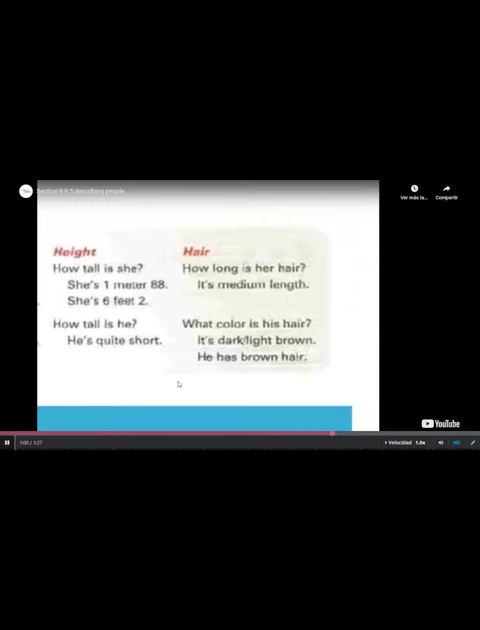 Section 9 9.5 describing people
Ver más ta...
Compartir
Height
How tall is she?
She's 1 meter 88.
She's 6 feet 2.
How tall is he?
He's quite short.
Hair
How long is her hair?
It's medium length.
What color is his hair?
It's dark/light brown.
He has brown hair.
YouTube
1:00 / 1:27
Velocidad 1.0x
HD